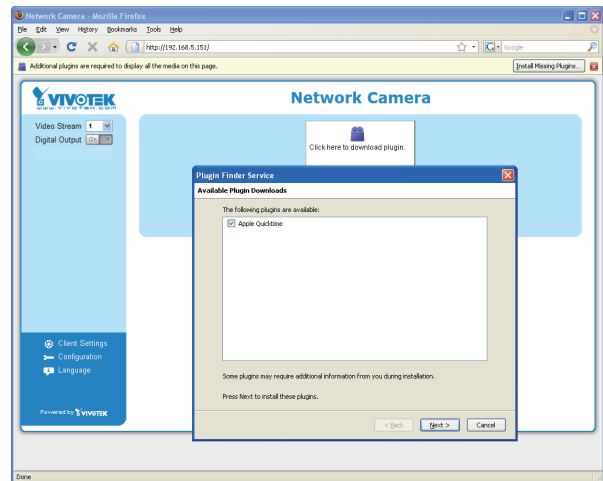 Network Camera - Mozilla Firefox
File Edit View History Bookmarks Tools Help
http://192.168.5.151/
Google
Additional plugins are required to display all the media on this page.
Install Missing Plugins...
VIVOTEK
WWW.VIVOTEK.COM
Network Camera
Video Stream 1
Digital Output On Off
Click here to download plugin.
Plugin Finder Service
Available Plugin Downloads
The following plugins are available:
Apple Quicktime
Client Settings
Configuration
Language
Some plugins may require additional information from you during installation.
Press Next to install these plugins.
Powered by VIVOTEK
< Back Next > Cancel
Done